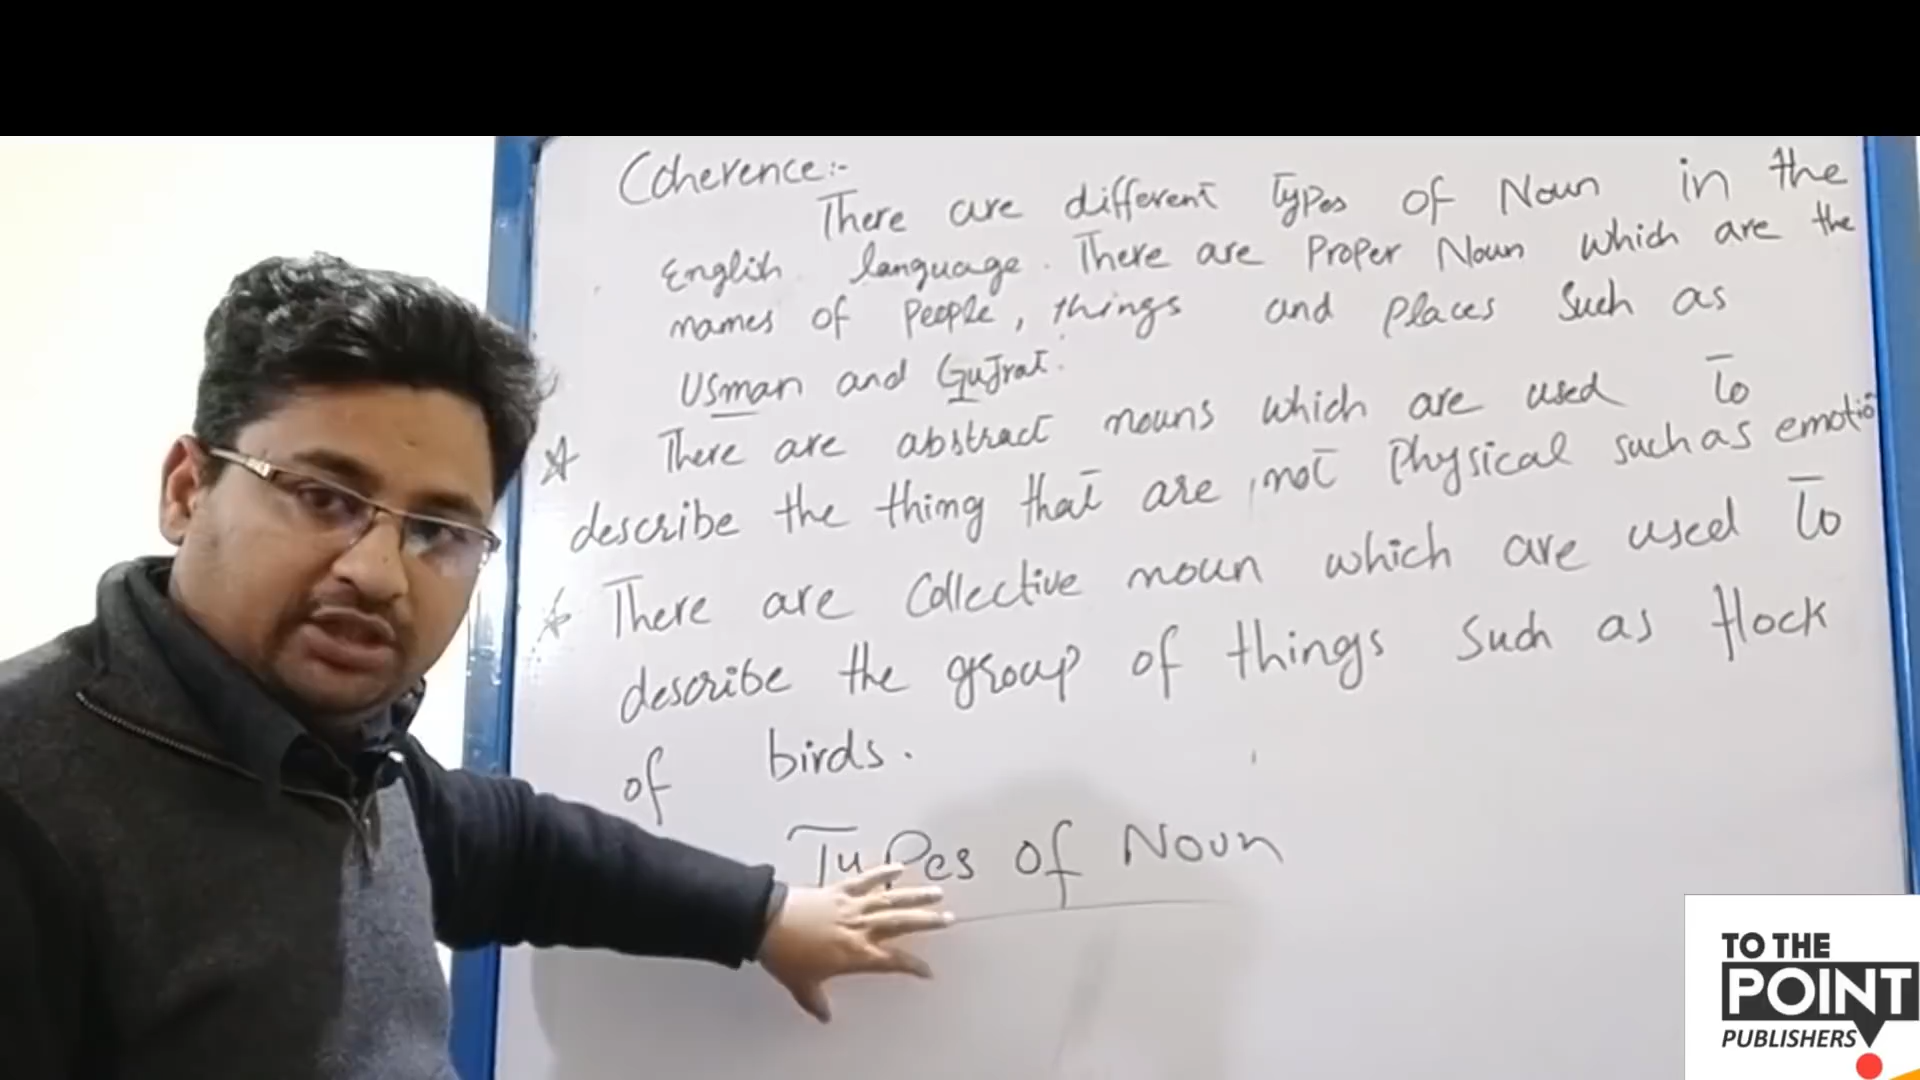 Coherence:-
There are different Types of Noun in the
English language. There are Proper Noun which are the
names of People, things and Places Such as
Usman and Gujrat.
There are abstract nouns which are used To
describe the thing that are not Physical such as emotio
There are Collective noun which are used To
describe the group of things Such as flock
of birds.
Types of Noun
TO THE
POINT
PUBLISHERS